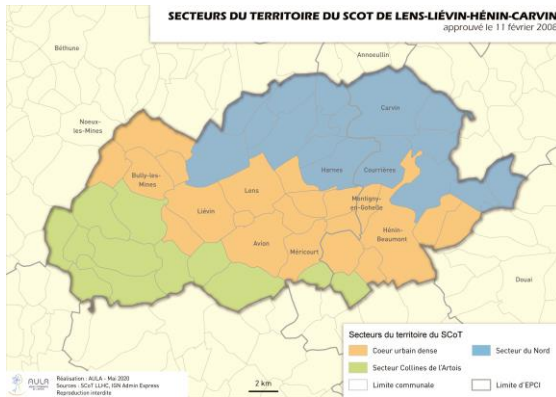 SECTEURS DU TERRITOIRE DU SCOT DE LENS-LIÉVIN-HÉNIN-CARVIN
approuvé le 11 février 2008
Béthune
Annoeullin
Carvin
Noeux-
les-Mines
Bully-les-
Mines
Harnes
Courrières
Lens
Montigny-
en-Gohelle
Liévin
Hénin-
Beaumont
Avion
Méricourt
Douai
Secteurs du territoire du SCoT
Coeur urbain dense
Secteur du Nord
Secteur Collines de l'Artois
Limite communale
Limite d'EPCI
AULA
Réalisation : AULA - Mai 2020
Sources : SCoT LLHC, IGN Admin Express
Reproduction interdite
2 km